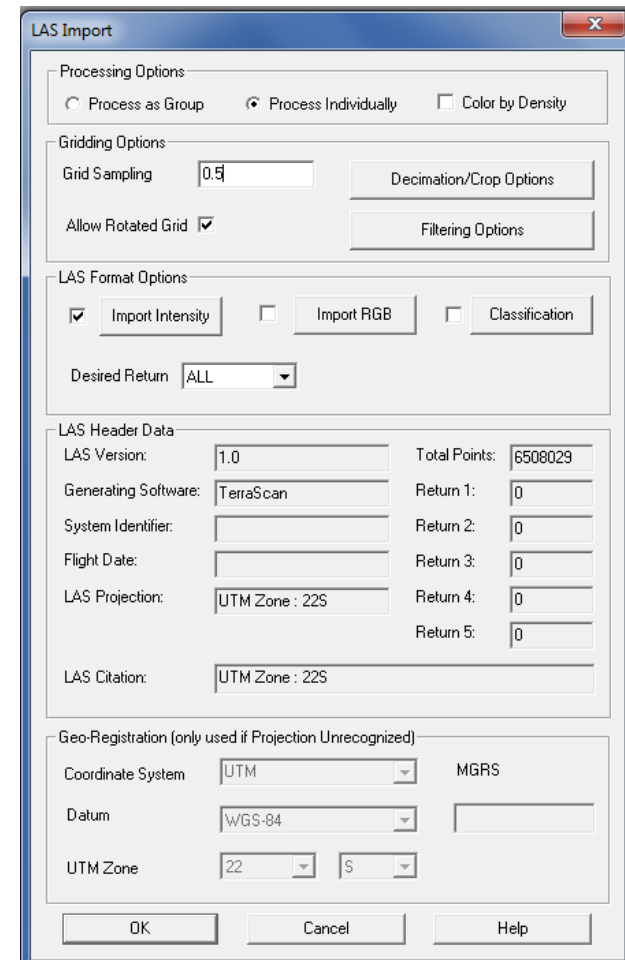 LAS Import
Processing Options
Process as Group Process Individually Color by Density
Gridding Options
Grid Sampling 0.5 Decimation/Crop Options
Allow Rotated Grid Filtering Options
LAS Format Options
Import Intensity Import RGB Classification
Desired Return ALL
LAS Header Data
LAS Version: 1.0 Total Points: 6508029
Generating Software: TerraScan Return 1: 0
System Identifier: Return 2: 0
Flight Date: Return 3: 0
LAS Projection: UTM Zone : 22S Return 4: 0
Return 5: 0
LAS Citation: UTM Zone : 22S
Geo-Registration (only used if Projection Unrecognized)
Coordinate System UTM MGRS
Datum WGS-84
UTM Zone 22 S
OK Cancel Help